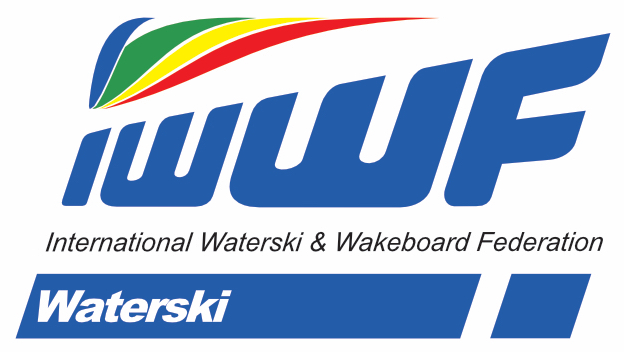 IWWF
International Waterski & Wakeboard Federation
Waterski